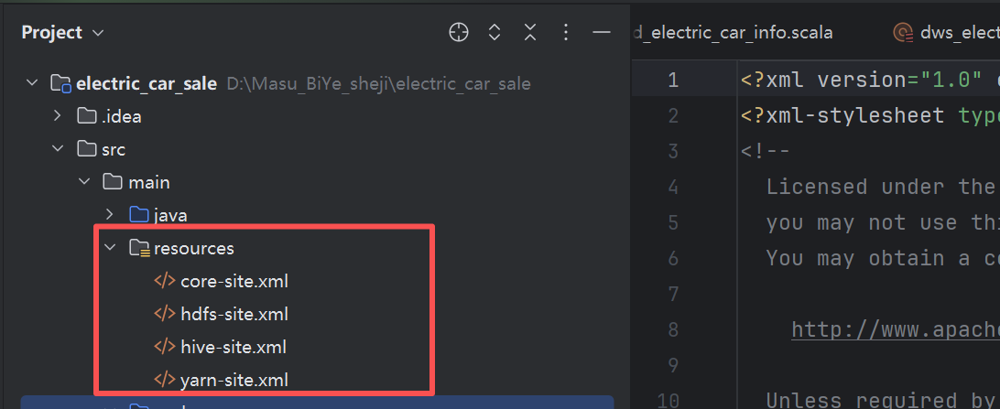 Project
electric_car_sale D:\Masu_BiYe_sheji\electric_car_sale
.idea
src
main
java
resources
core-site.xml
hdfs-site.xml
hive-site.xml
yarn-site.xml
d_electric_car_info.scala
dws_elect
1 <?xml version="1.0"
2 <?xml-stylesheet type
3 <!--
4 Licensed under the
5 you may not use thi
6 You may obtain a co
7
8 http://www.apache
9
10 Unless required by